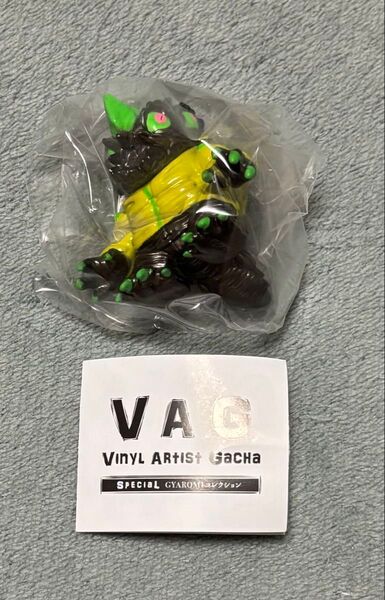 VAG
VINYL ARTIST GACHA
SPECIAL GYAROMIコレクション